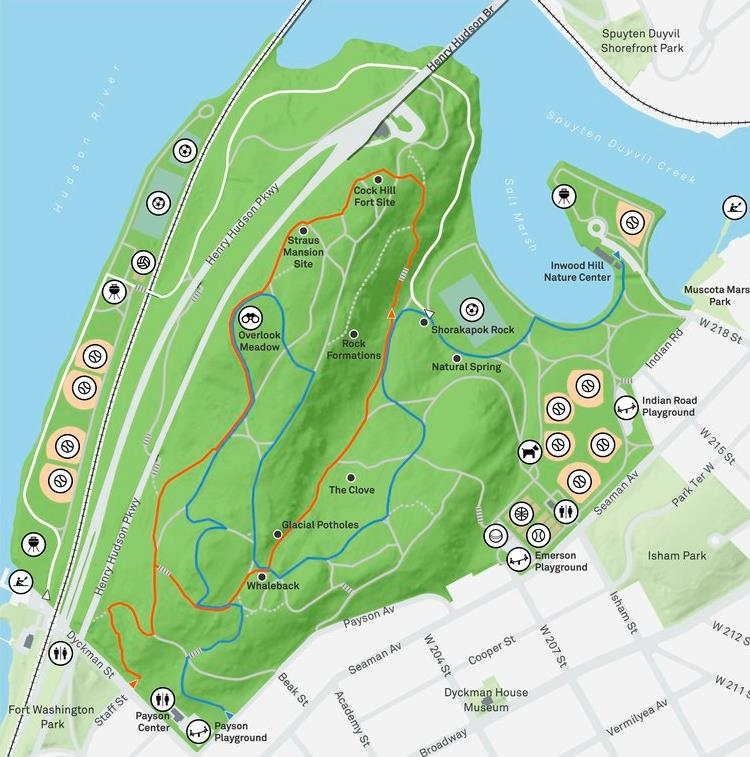 Henry Hudson Br
Spuyten Duyvil
Shorefront Park
Hudson River
Spuyten Duyvil Creek
Salt Marsh
Henry Hudson Pkwy
Cock Hill
Fort Site
Straus
Mansion
Site
Inwood Hill
Nature Center
Muscota Mars
Park
W 218 St
Overlook
Meadow
Rock
Formations
Shorakapok Rock
Natural Spring
Indian Rd
Indian Road
Playground
W 215 St
Park Ter W
Seaman Av
The Clove
Glacial Potholes
Whaleback
Emerson
Playground
Isham Park
Henry Hudson Pkwy
Payson Av
Isham St
W 212 S
W 207 St
Cooper St
W 204 St
Seaman Av
Dyckman St
Staff St
Beak St
Academy St
Dyckman House
Museum
W 211 S
Fort Washington
Park
Payson
Center
Payson
Playground
Broadway
Vermilyea Av